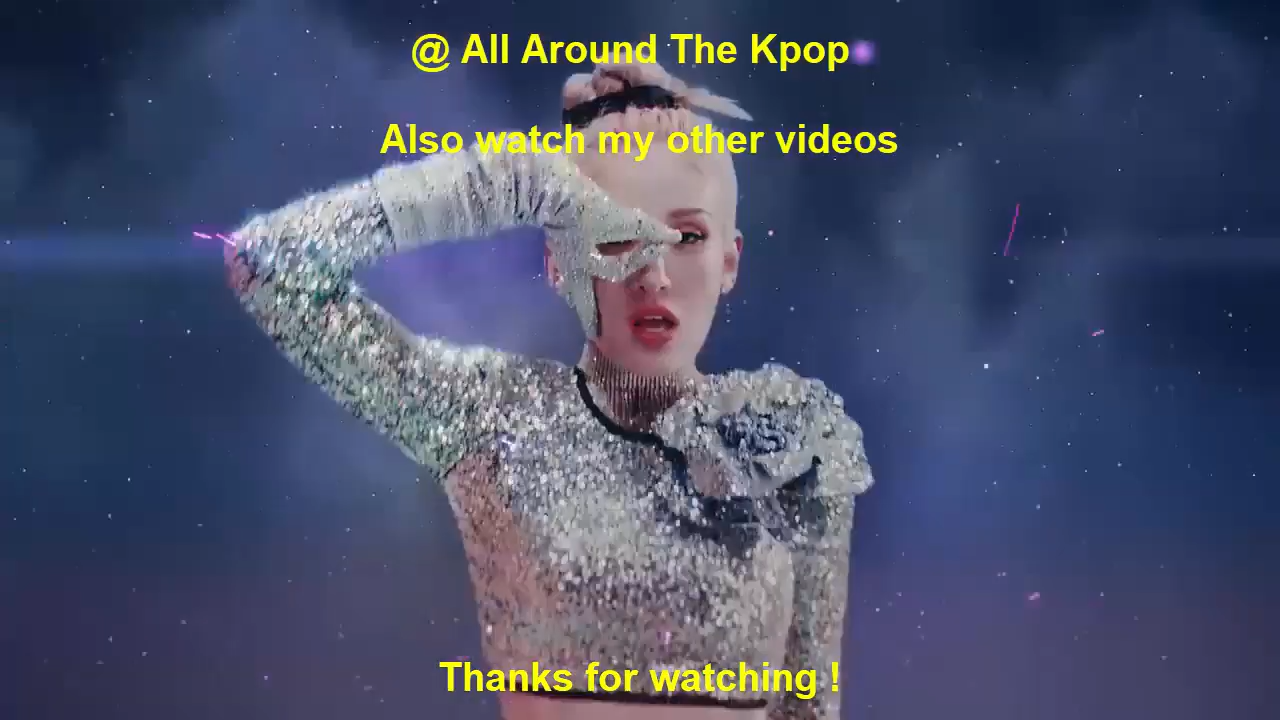 @ All Around The Kpop
Also watch my other videos
Thanks for watching !